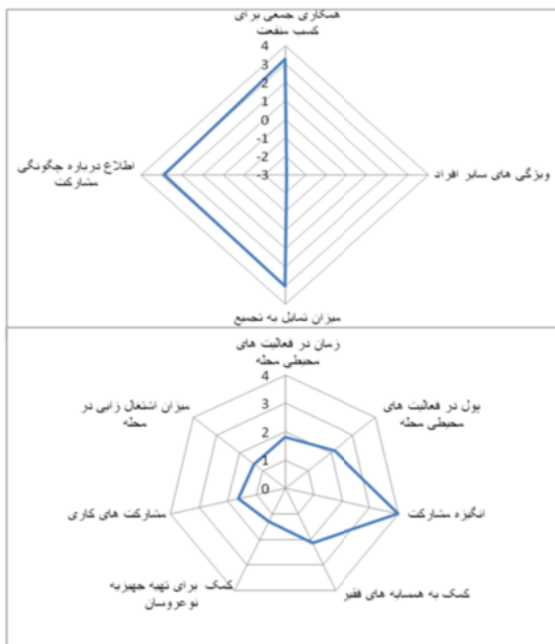 همکاری جمعی برای
کسب منفعت
4
3
2
1
0
-1
-2
-3
ویژگی های سایر افراد
اطلاع درباره چگونگی
مشارکت
میزان تمایل به تجمیع
زمان در فعالیت های
محیطی محله
4
3
2
1
0
پول در فعالیت های
محیطی محله
میزان اشتغال زایی در
محله
انگیزه مشارکت
مشارکت های کاری
کمک به همسایه های فقیر
کمک برای تهیه جهیزیه
نوعروسان